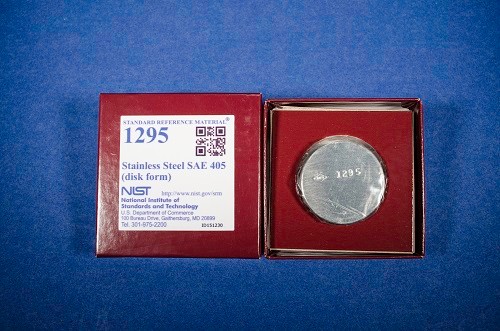 STANDARD REFERENCE MATERIAL®
1295
Stainless Steel SAE 405
(disk form)
NIST http://www.nist.gov/srm
National Institute of
Standards and Technology
U.S. Department of Commerce
100 Bureau Drive, Gaithersburg, MD 20899
Tel. 301-975-2200
1295